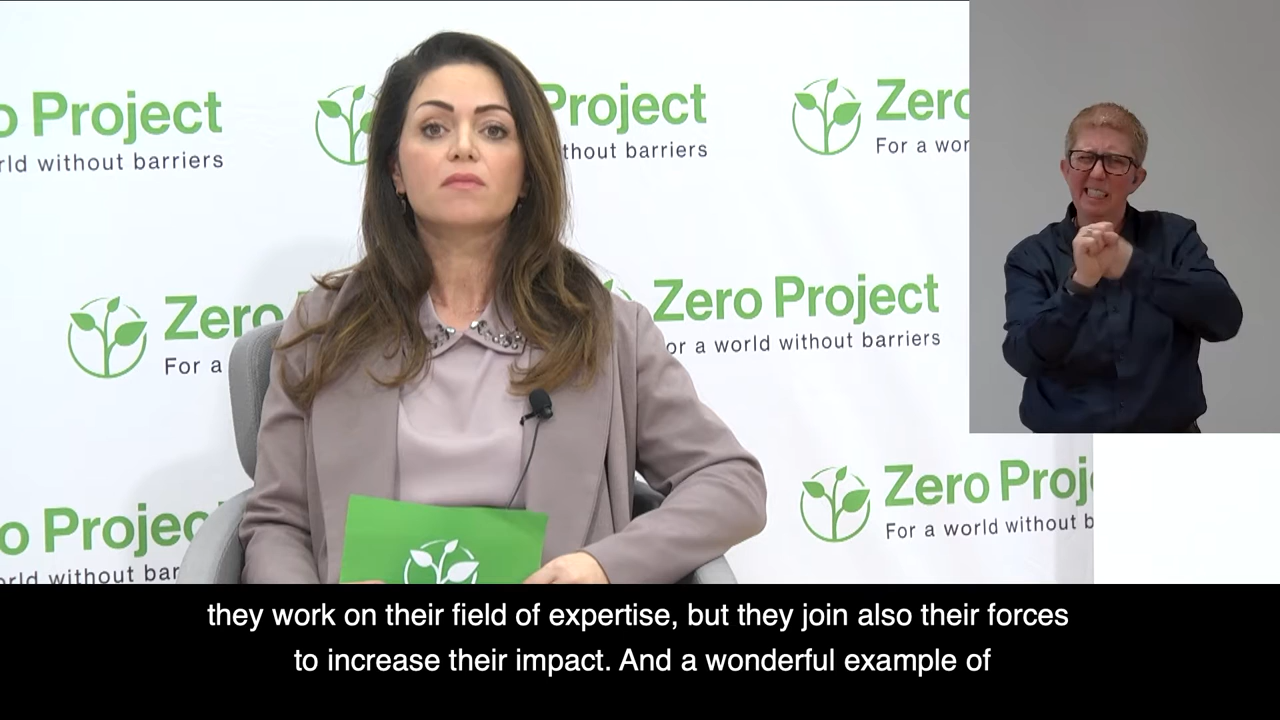 o Project
rld without barriers
Project
thout barriers
Zero
For a wor
Zero
For a
Zero Project
or a world without barriers
Zero Proj
For a world without b
o Projec
orld without bar
they work on their field of expertise, but they join also their forces
to increase their impact. And a wonderful example of